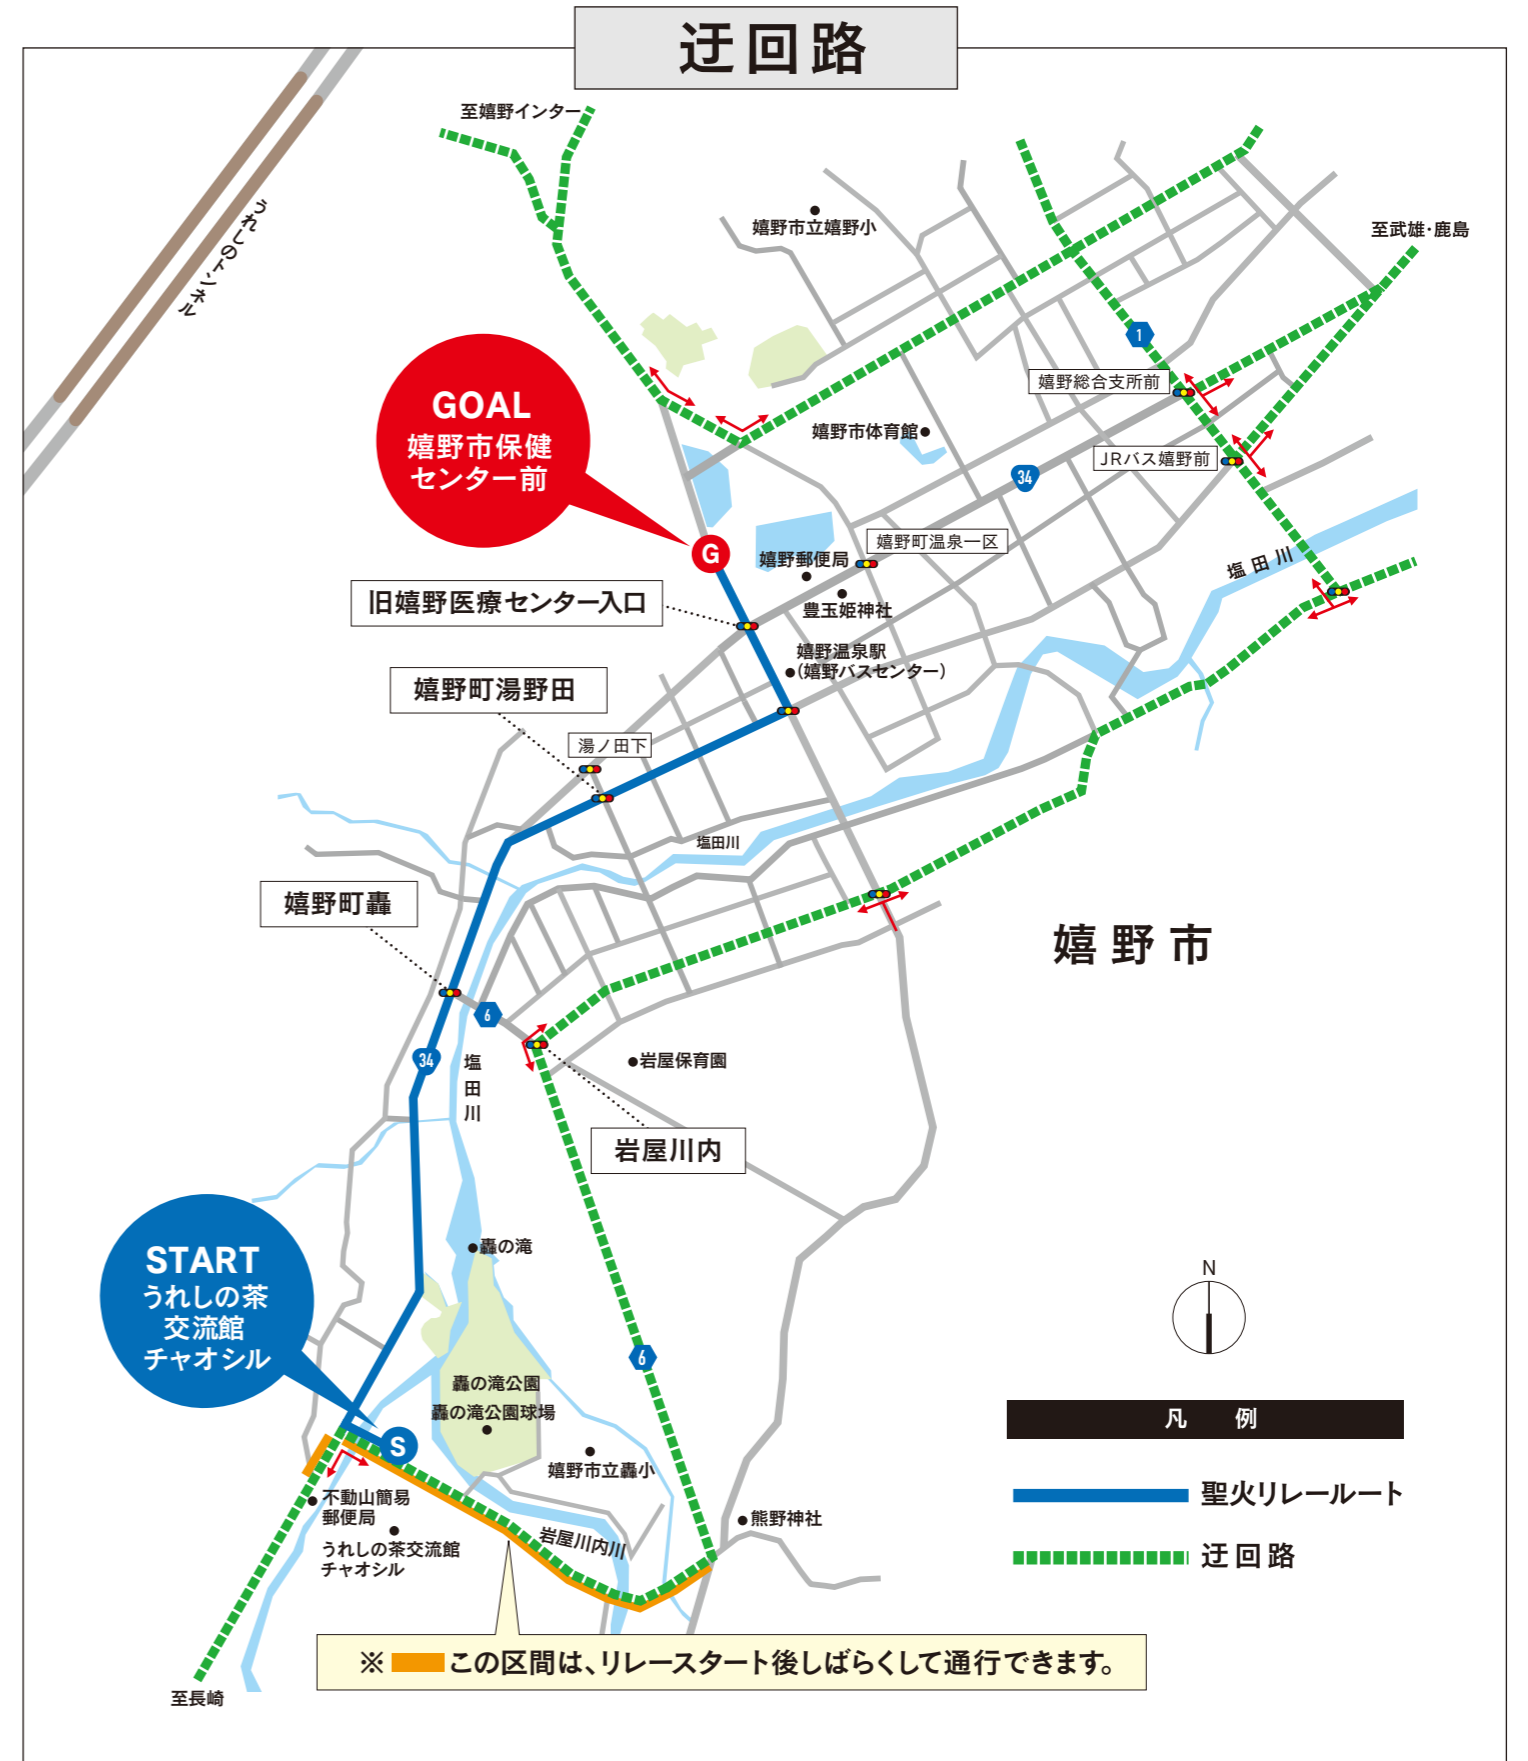 迂回路
至嬉野インター
うれしのトンネル
嬉野市立嬉野小
至武雄・鹿島
1
嬉野総合支所前
GOAL
嬉野市保健
センター前
嬉野市体育館
JRバス嬉野前
34
嬉野町温泉一区
G
嬉野郵便局
塩田川
豊玉姫神社
旧嬉野医療センター入口
嬉野温泉駅
(嬉野バスセンター)
嬉野町湯野田
湯ノ田下
塩田川
嬉野町轟
嬉野市
6
34
塩田川
岩屋保育園
岩屋川内
START
うれしの茶
交流館
チャオシル
轟の滝
N
6
轟の滝公園
轟の滝公園球場
凡例
S
嬉野市立轟小
聖火リレールート
不動山簡易
郵便局
熊野神社
岩屋川内川
うれしの茶交流館
チャオシル
迂回路
※この区間は、リレースタート後しばらくして通行できます。
至長崎